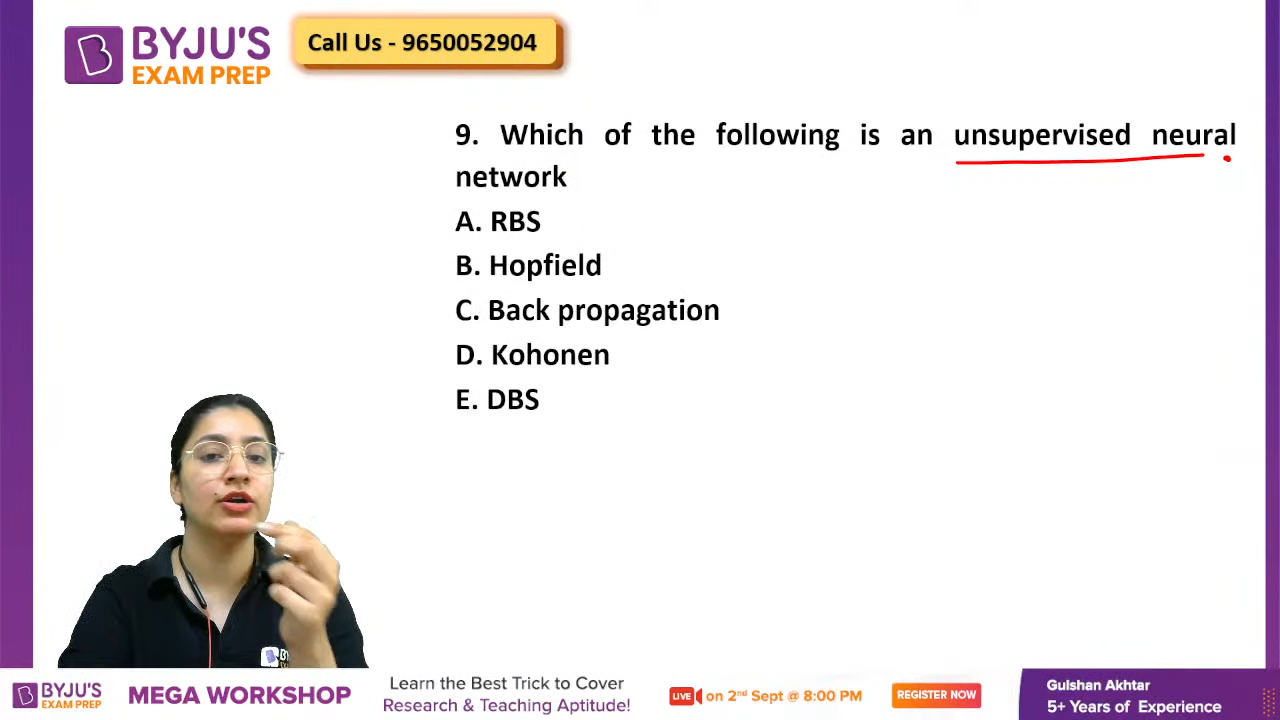 BYJU'S
EXAM PREP
Call Us - 9650052904
9. Which of the following is an unsupervised neural
network
A. RBS
B. Hopfield
C. Back propagation
D. Kohonen
E. DBS
BYJU'S
EXAM PREP
MEGA WORKSHOP
Learn the Best Trick to Cover
Research & Teaching Aptitude!
LIVE on 2nd Sept @ 8:00 PM
REGISTER NOW
Gulshan Akhtar
5+ Years of Experience